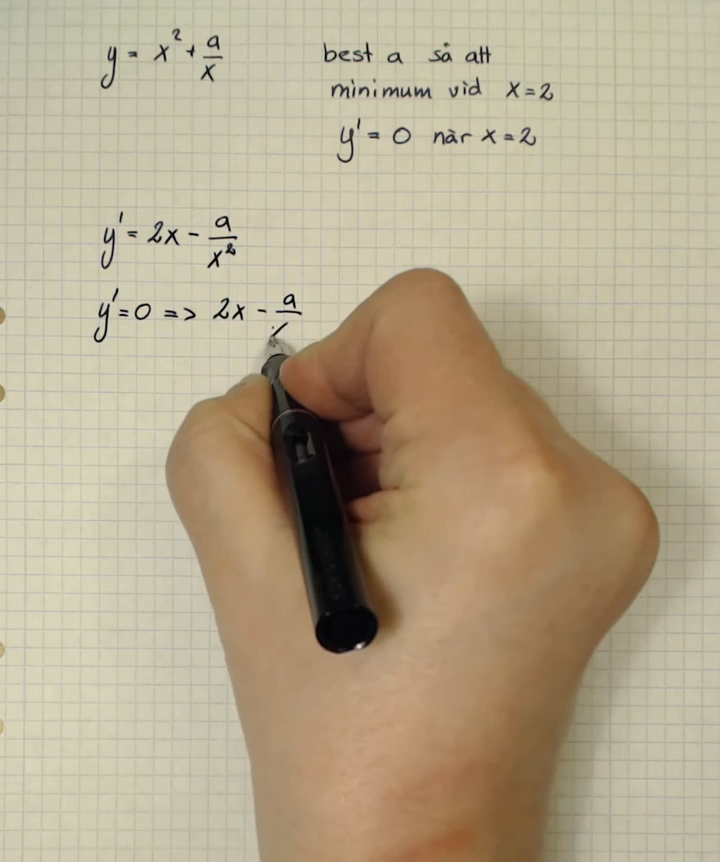 y = x² + a/x
best a så att
minimum vid x = 2
y' = 0 när x = 2
y' = 2x - a/x²
y' = 0 => 2x - a/